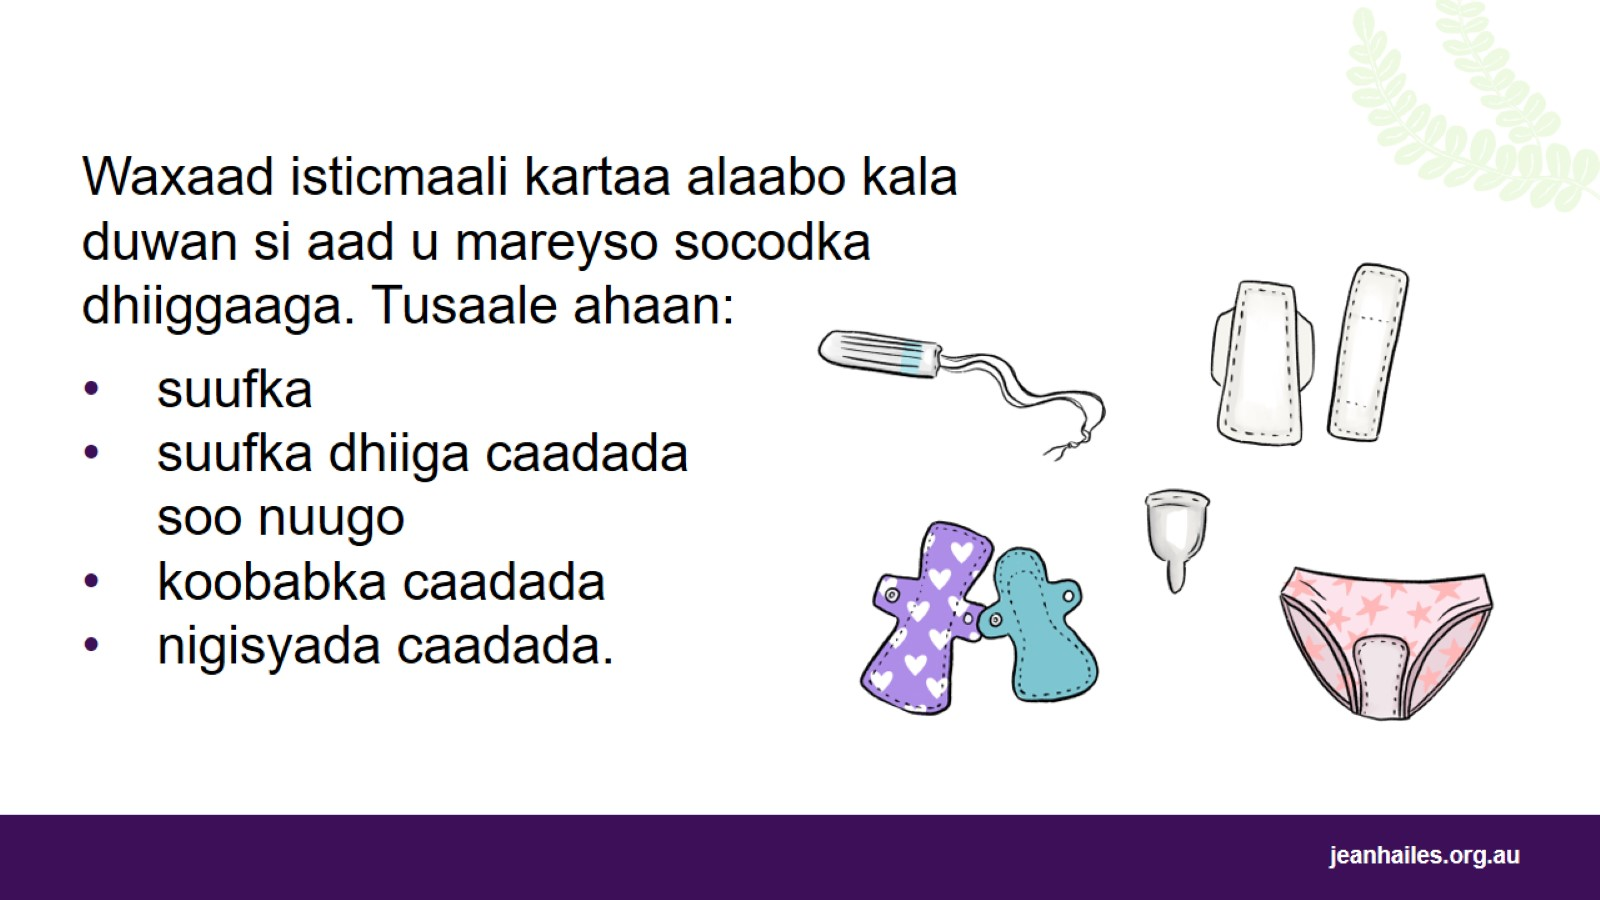 Waxaad isticmaali kartaa alaabo kala
duwan si aad u mareyso socodka
dhiiggaaga. Tusaale ahaan:
• suufka
• suufka dhiiga caadada
soo nuugo
• koobabka caadada
• nigisyada caadada.
jeanhailes.org.au